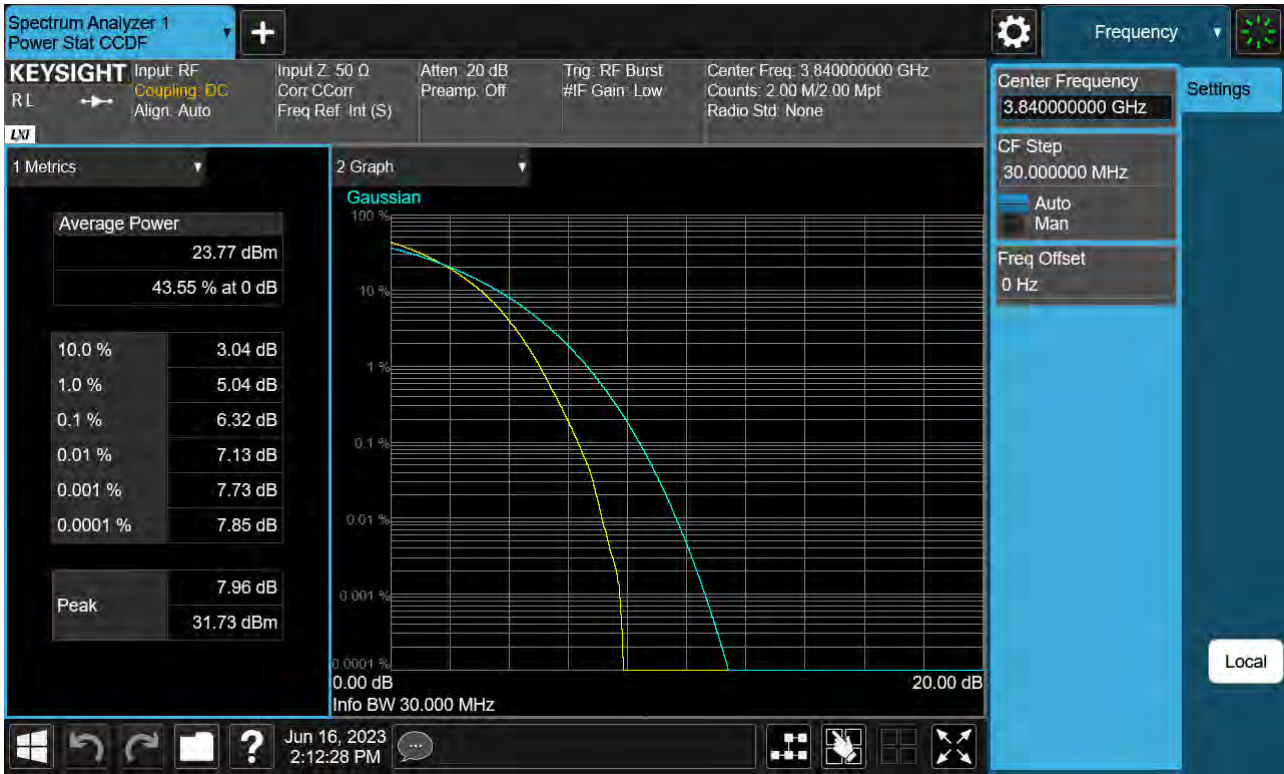 Spectrum Analyzer 1
Power Stat CCDF
+
Frequency
KEYSIGHT
RL
LXI
Input: RF
Coupling: DC
Align: Auto
Input Z: 50 Ω
Corr CCorr
Freq Ref: Int (S)
Atten: 20 dB
Preamp: Off
Trig: RF Burst
#IF Gain: Low
Center Freq: 3.840000000 GHz
Counts: 2.00 M/2.00 Mpt
Radio Std: None
Center Frequency
3.840000000 GHz
Settings
CF Step
30.000000 MHz
Auto
Man
Freq Offset
0 Hz
1 Metrics
Average Power
23.77 dBm
43.55 % at 0 dB
10.0 % 3.04 dB
1.0 % 5.04 dB
0.1 % 6.32 dB
0.01 % 7.13 dB
0.001 % 7.73 dB
0.0001 % 7.85 dB
Peak
7.96 dB
31.73 dBm
2 Graph
Gaussian
100 %
10 %
1 %
0.1 %
0.01 %
0.001 %
0.0001 %
0.00 dB 20.00 dB
Info BW 30.000 MHz
Local
?
Jun 16, 2023
2:12:28 PM